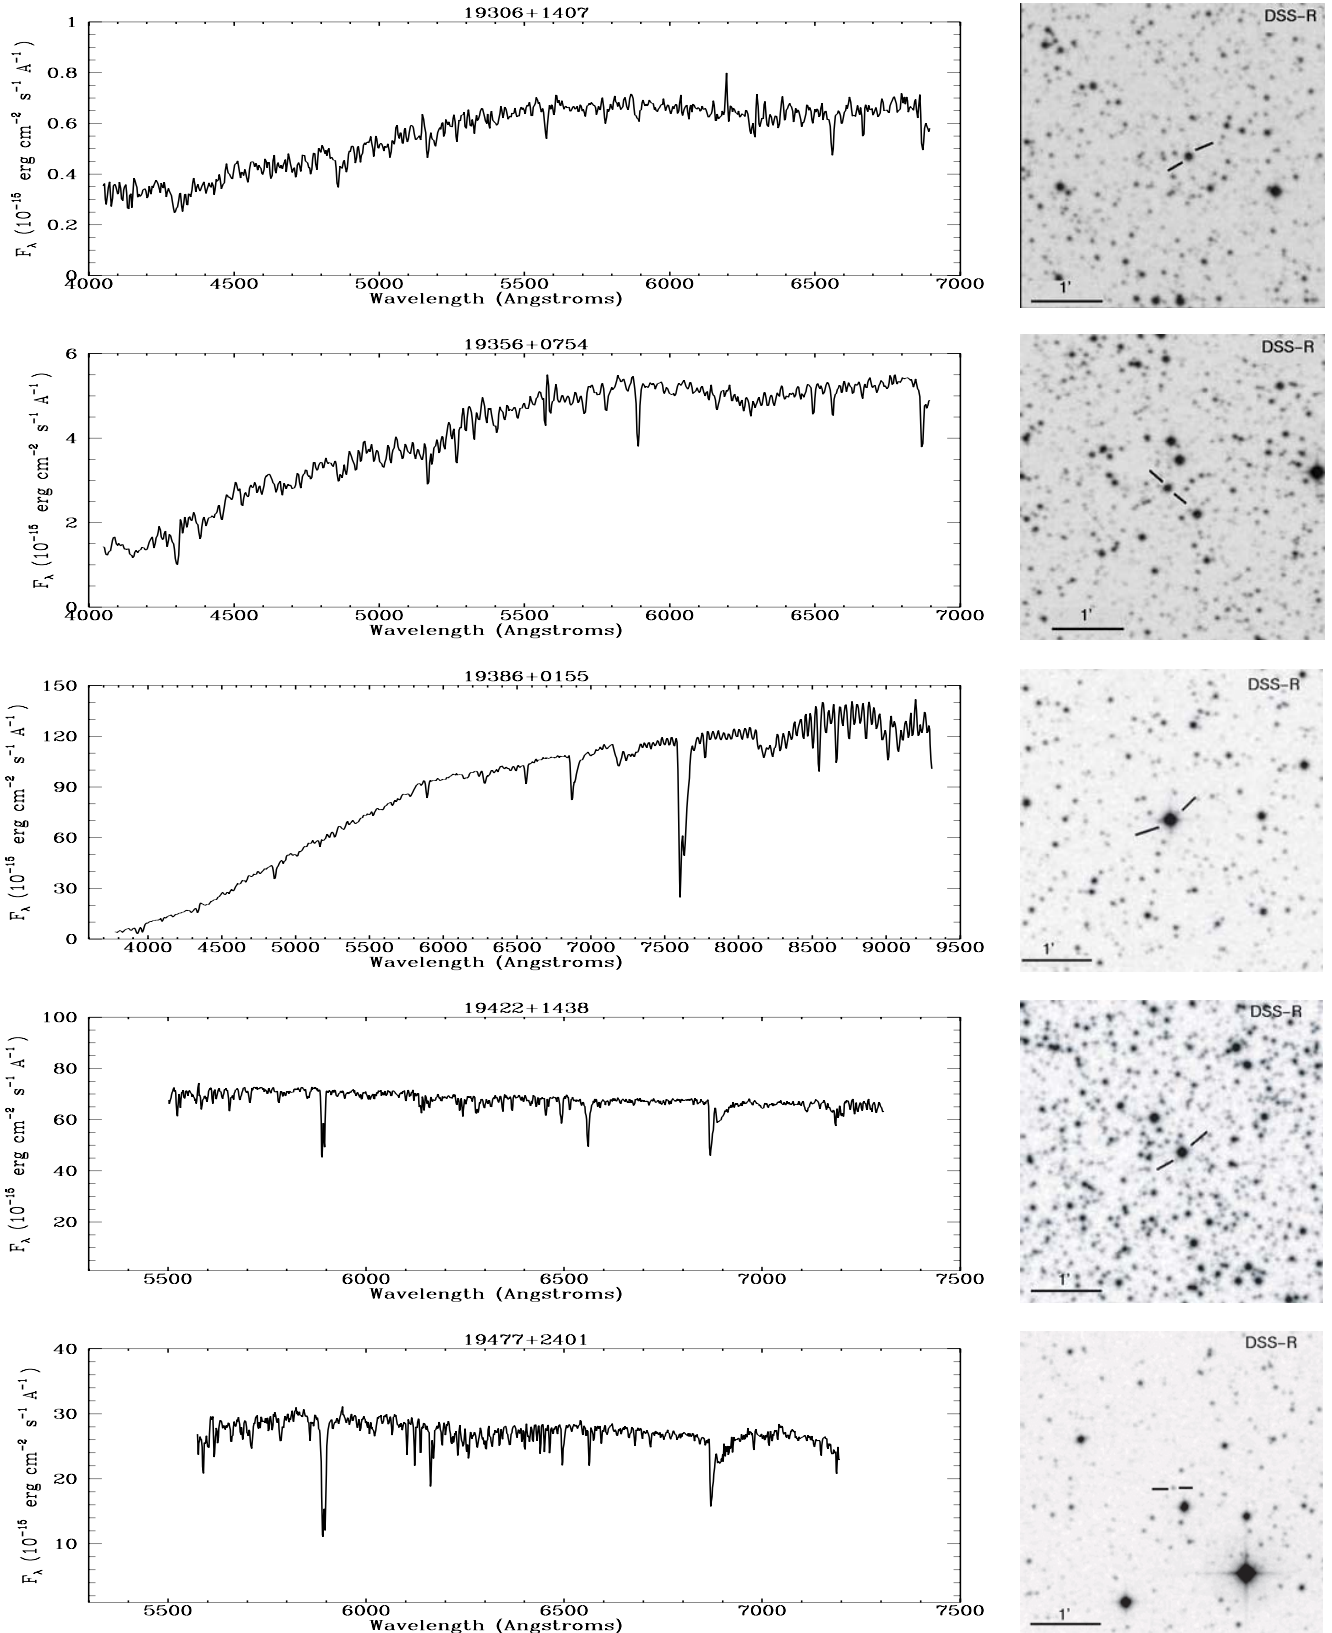 19306+1407
DSS-R
1
0.8
0.6
0.4
0.2
0
F_λ (10^-15 erg cm^-2 s^-1 A^-1)
4000 4500 5000 5500 6000 6500 7000
Wavelength (Angstroms)
1'
19356+0754
DSS-R
6
4
2
0
F_λ (10^-15 erg cm^-2 s^-1 A^-1)
4000 4500 5000 5500 6000 6500 7000
Wavelength (Angstroms)
1'
19386+0155
DSS-R
150
120
90
60
30
0
F_λ (10^-15 erg cm^-2 s^-1 A^-1)
4000 4500 5000 5500 6000 6500 7000 7500 8000 8500 9000 9500
Wavelength (Angstroms)
1'
19422+1438
DSS-R
100
80
60
40
20
F_λ (10^-15 erg cm^-2 s^-1 A^-1)
5500 6000 6500 7000 7500
Wavelength (Angstroms)
1'
19477+2401
DSS-R
40
30
20
10
F_λ (10^-15 erg cm^-2 s^-1 A^-1)
5500 6000 6500 7000 7500
Wavelength (Angstroms)
1'